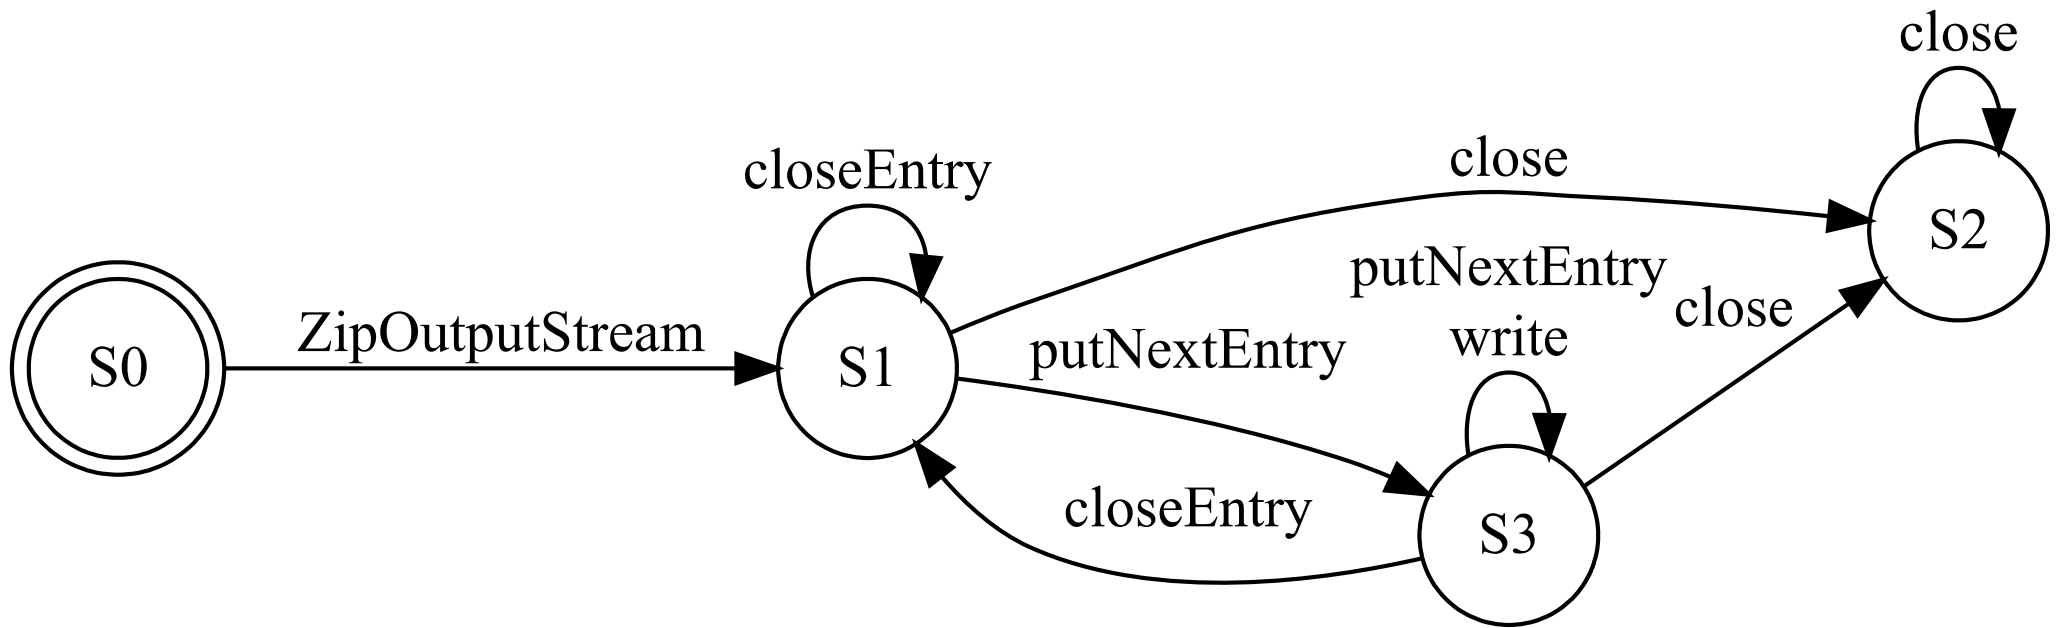 close
closeEntry
close
putNextEntry
write
close
S2
ZipOutputStream
putNextEntry
S0
S1
closeEntry
S3